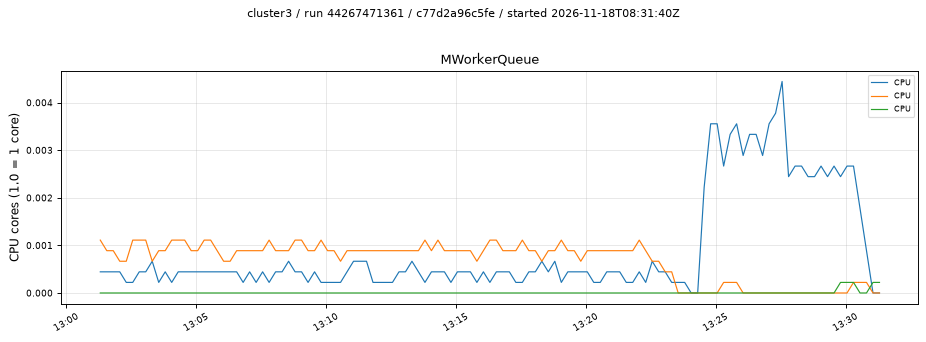 cluster3 / run 44267471361 / c77d2a96c5fe / started 2026-11-18T08:31:40Z
MWorkerQueue
CPU cores (1.0 = 1 core)
0.004
0.003
0.002
0.001
0.000
CPU
CPU
CPU
13:00
13:05
13:10
13:15
13:20
13:25
13:30